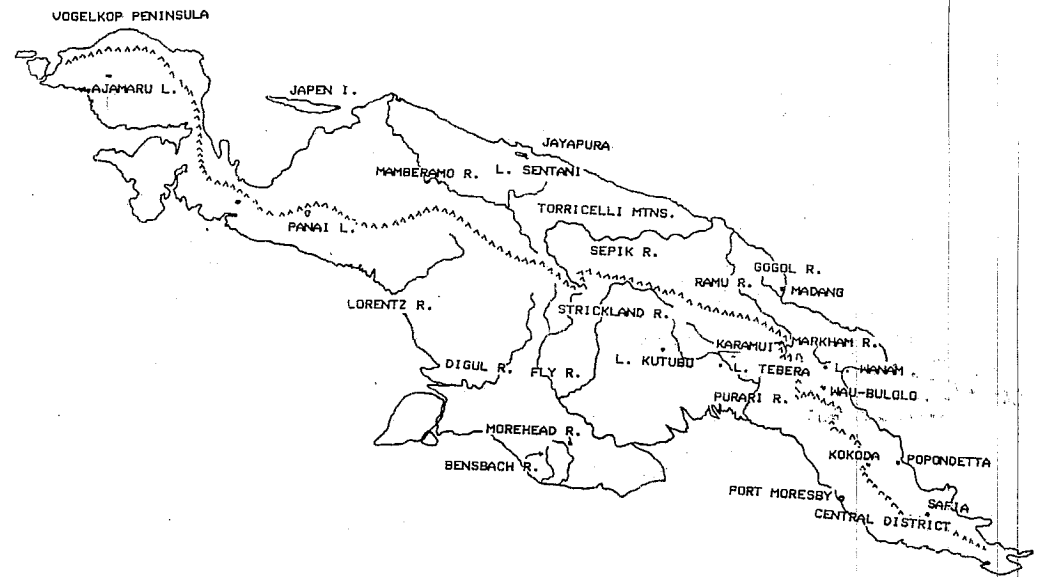 VOGELKOP PENINSULA
AJAMARU L.
JAPEN I.
JAYAPURA
MAMBERAMO R.
L. SENTANI
TORRICELLI MTNS.
PANAI L.
SEPIK R.
GOGOL R.
RAMU R.
MADANG
LORENTZ R.
STRICKLAND R.
KARAMUI
MARKHAM R.
L. KUTUBU
DIGUL R.
FLY R.
L. TEBERA
L. WANAM
PURARI R.
WAU-BULOLO
MOREHEAD R.
BENSBACH R.
KOKODA
POPONDETTA
PORT MORESBY
SAFIA
CENTRAL DISTRICT